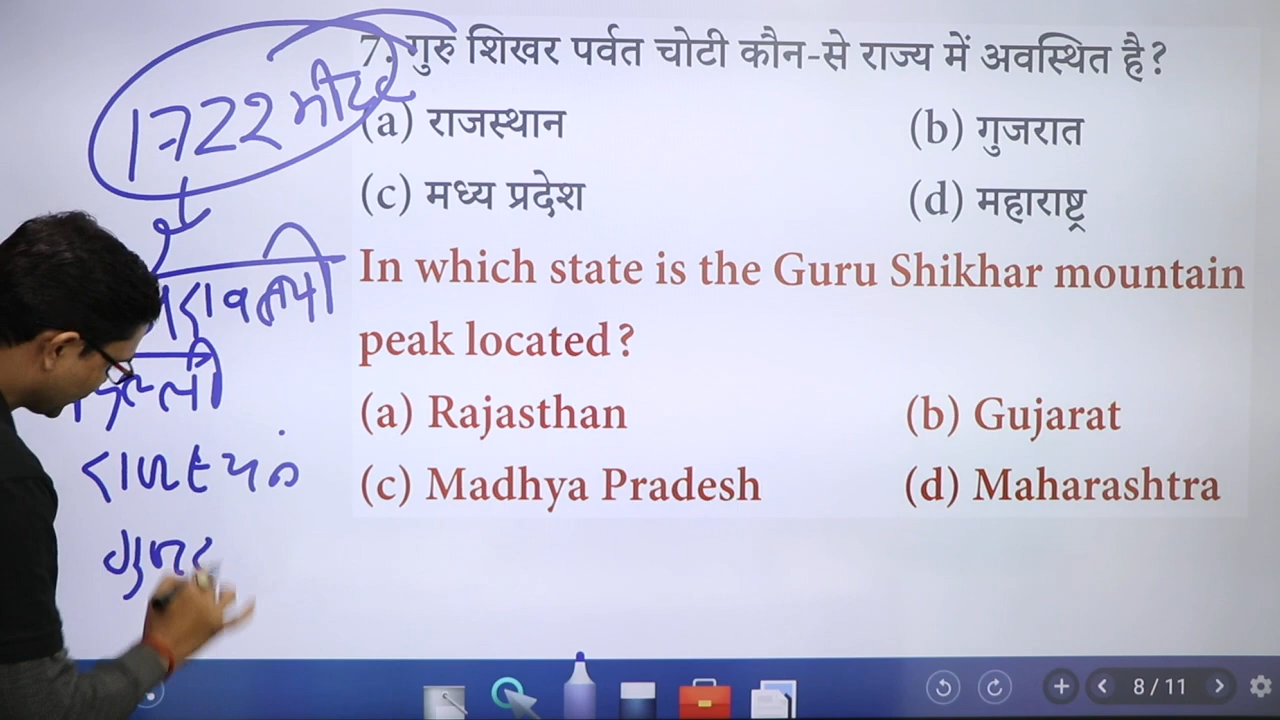 7. गुरु शिखर पर्वत चोटी कौन-से राज्य में अवस्थित है?
(a) राजस्थान (b) गुजरात
(c) मध्य प्रदेश (d) महाराष्ट्र
In which state is the Guru Shikhar mountain
peak located?
(a) Rajasthan (b) Gujarat
(c) Madhya Pradesh (d) Maharashtra
1722 मीटर
8 / 11